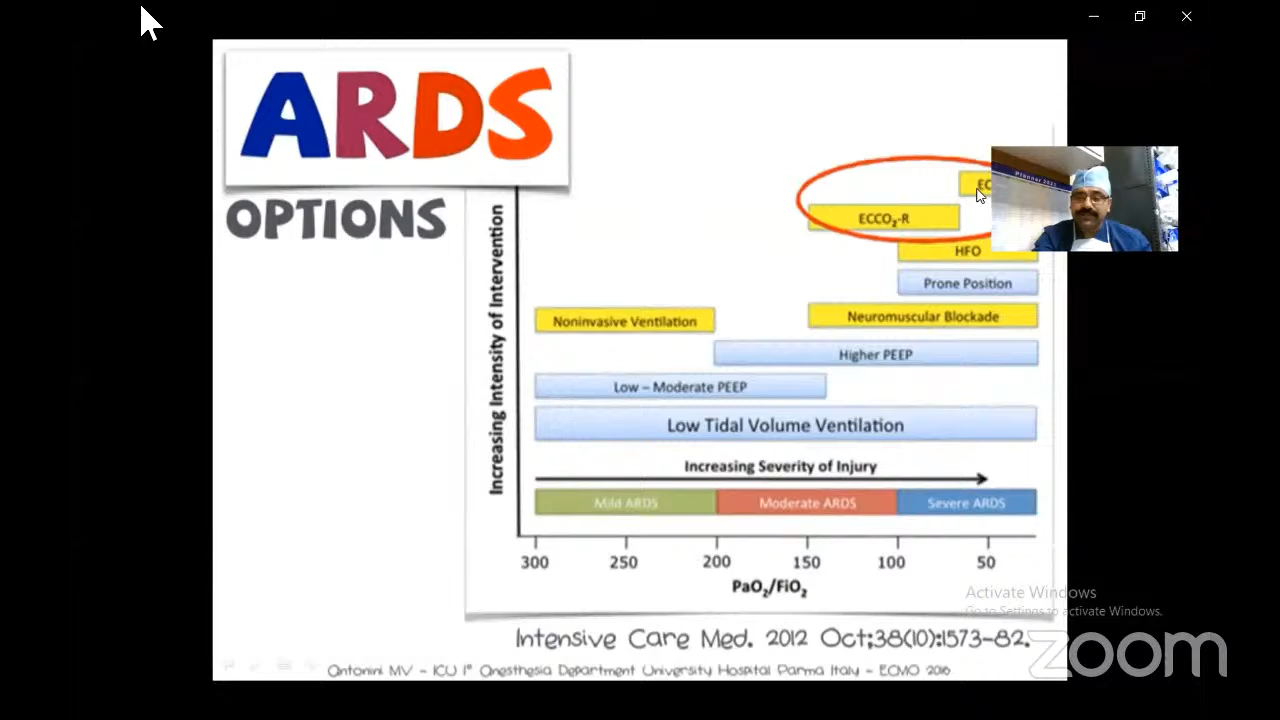 ARDS
OPTIONS
Planner 2021
ECCO₂-R
HFO
Prone Position
Noninvasive Ventilation
Neuromuscular Blockade
Higher PEEP
Low – Moderate PEEP
Low Tidal Volume Ventilation
Increasing Intensity of Intervention
Increasing Severity of Injury
Mild ARDS
Moderate ARDS
Severe ARDS
300 250 200 150 100 50
PaO₂/FiO₂
Activate Windows
Go to Settings to activate Windows.
Intensive Care Med. 2012 Oct;38(10):1573-82.
zoom
Antonini MV - ICU 1° Anesthesia Department University Hospital Parma Italy - ECMO 2016